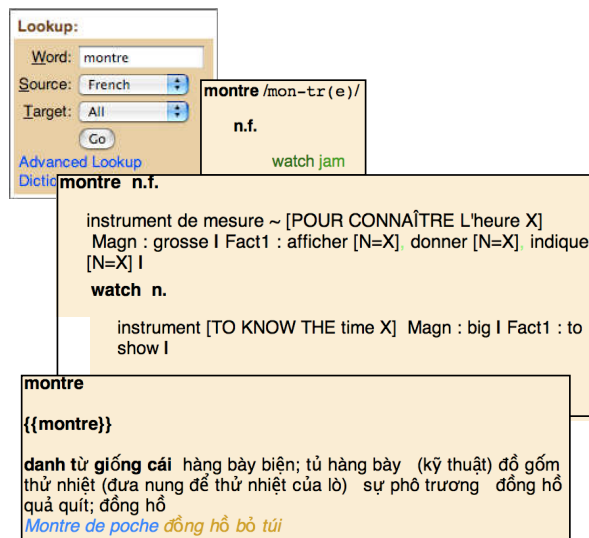 Lookup:
Word: montre
Source: French
Target: All
Go
Advanced Lookup
montre /mon-tr(e)/
n.f.
watch jam
montre n.f.
instrument de mesure ~ [POUR CONNAÎTRE L'heure X]
Magn : grosse I Fact1 : afficher [N=X], donner [N=X], indique
[N=X] I
watch n.
instrument [TO KNOW THE time X] Magn : big I Fact1 : to
show I
montre
{{montre}}
danh từ giống cái hàng bày biện; tủ hàng bày (kỹ thuật) đồ gốm
thử nhiệt (đưa nung để thử nhiệt của lò) sự phô trương đồng hồ
quả quít; đồng hồ
Montre de poche đồng hồ bỏ túi